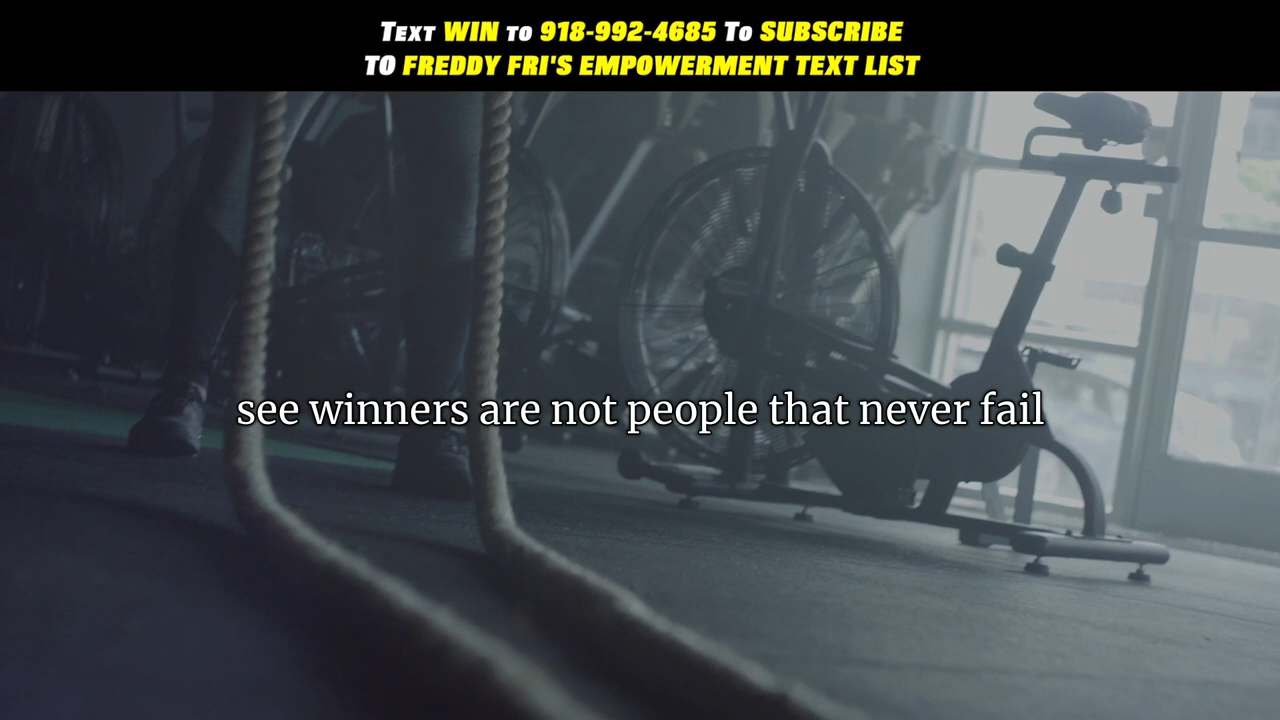 Text WIN to 918-992-4685 To SUBSCRIBE
TO FREDDY FRI'S EMPOWERMENT TEXT LIST
see winners are not people that never fail